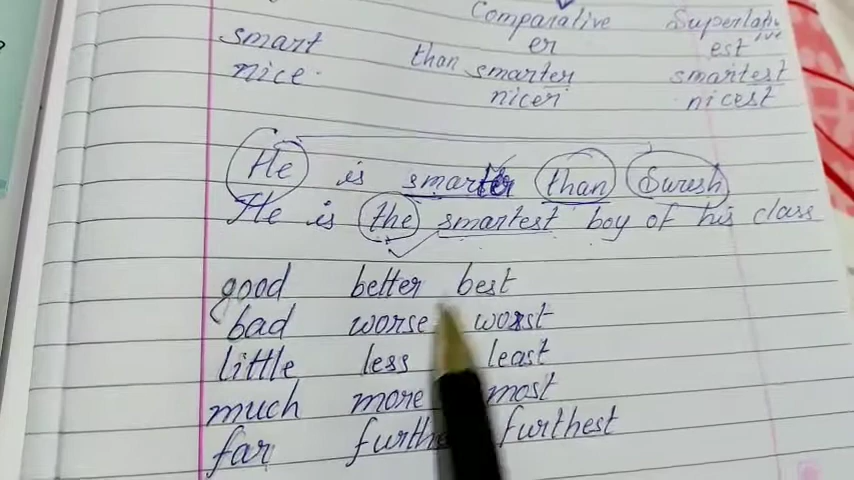 Comparative Superlative
er est
smart than smarter smartest
nice nicer nicest
He is smarter than Suresh
He is the smartest boy of his class
good better best
bad worse worst
little less least
much more most
far furthest